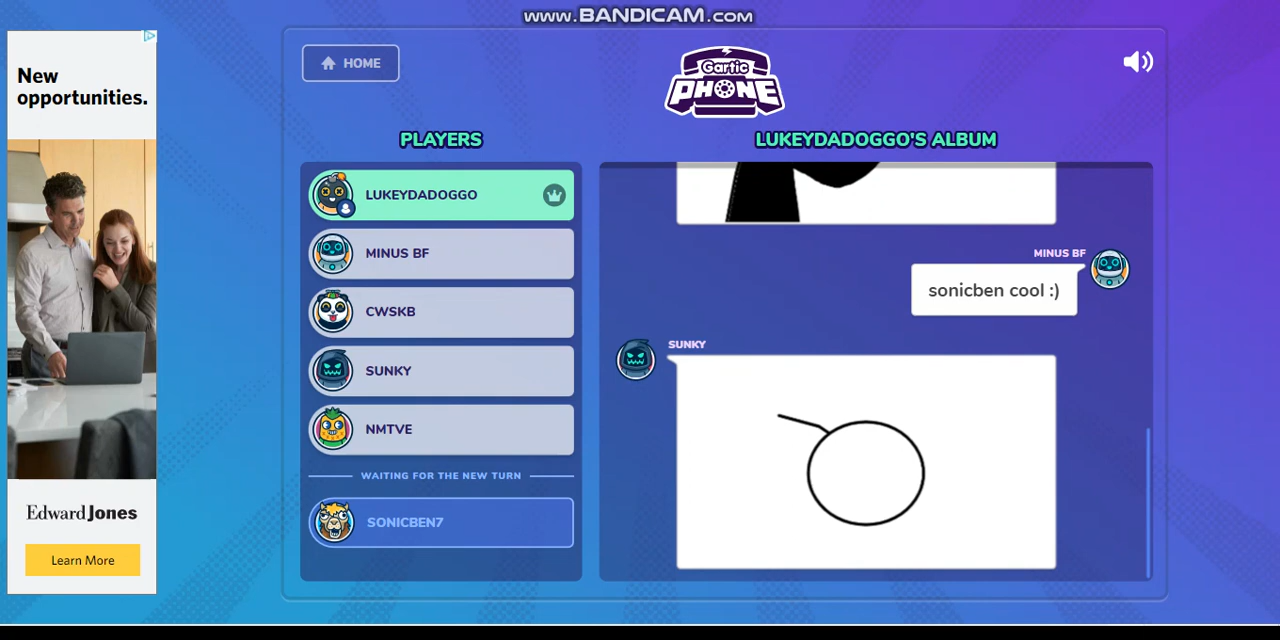 www.BANDICAM.com
New
opportunities.
Edward Jones
Learn More
HOME
Gartic
PHONE
PLAYERS
LUKEYDADOGGO
MINUS BF
CWSKB
SUNKY
NMTVE
WAITING FOR THE NEW TURN
SONICBEN7
LUKEYDADOGGO'S ALBUM
MINUS BF
sonicben cool :)
SUNKY